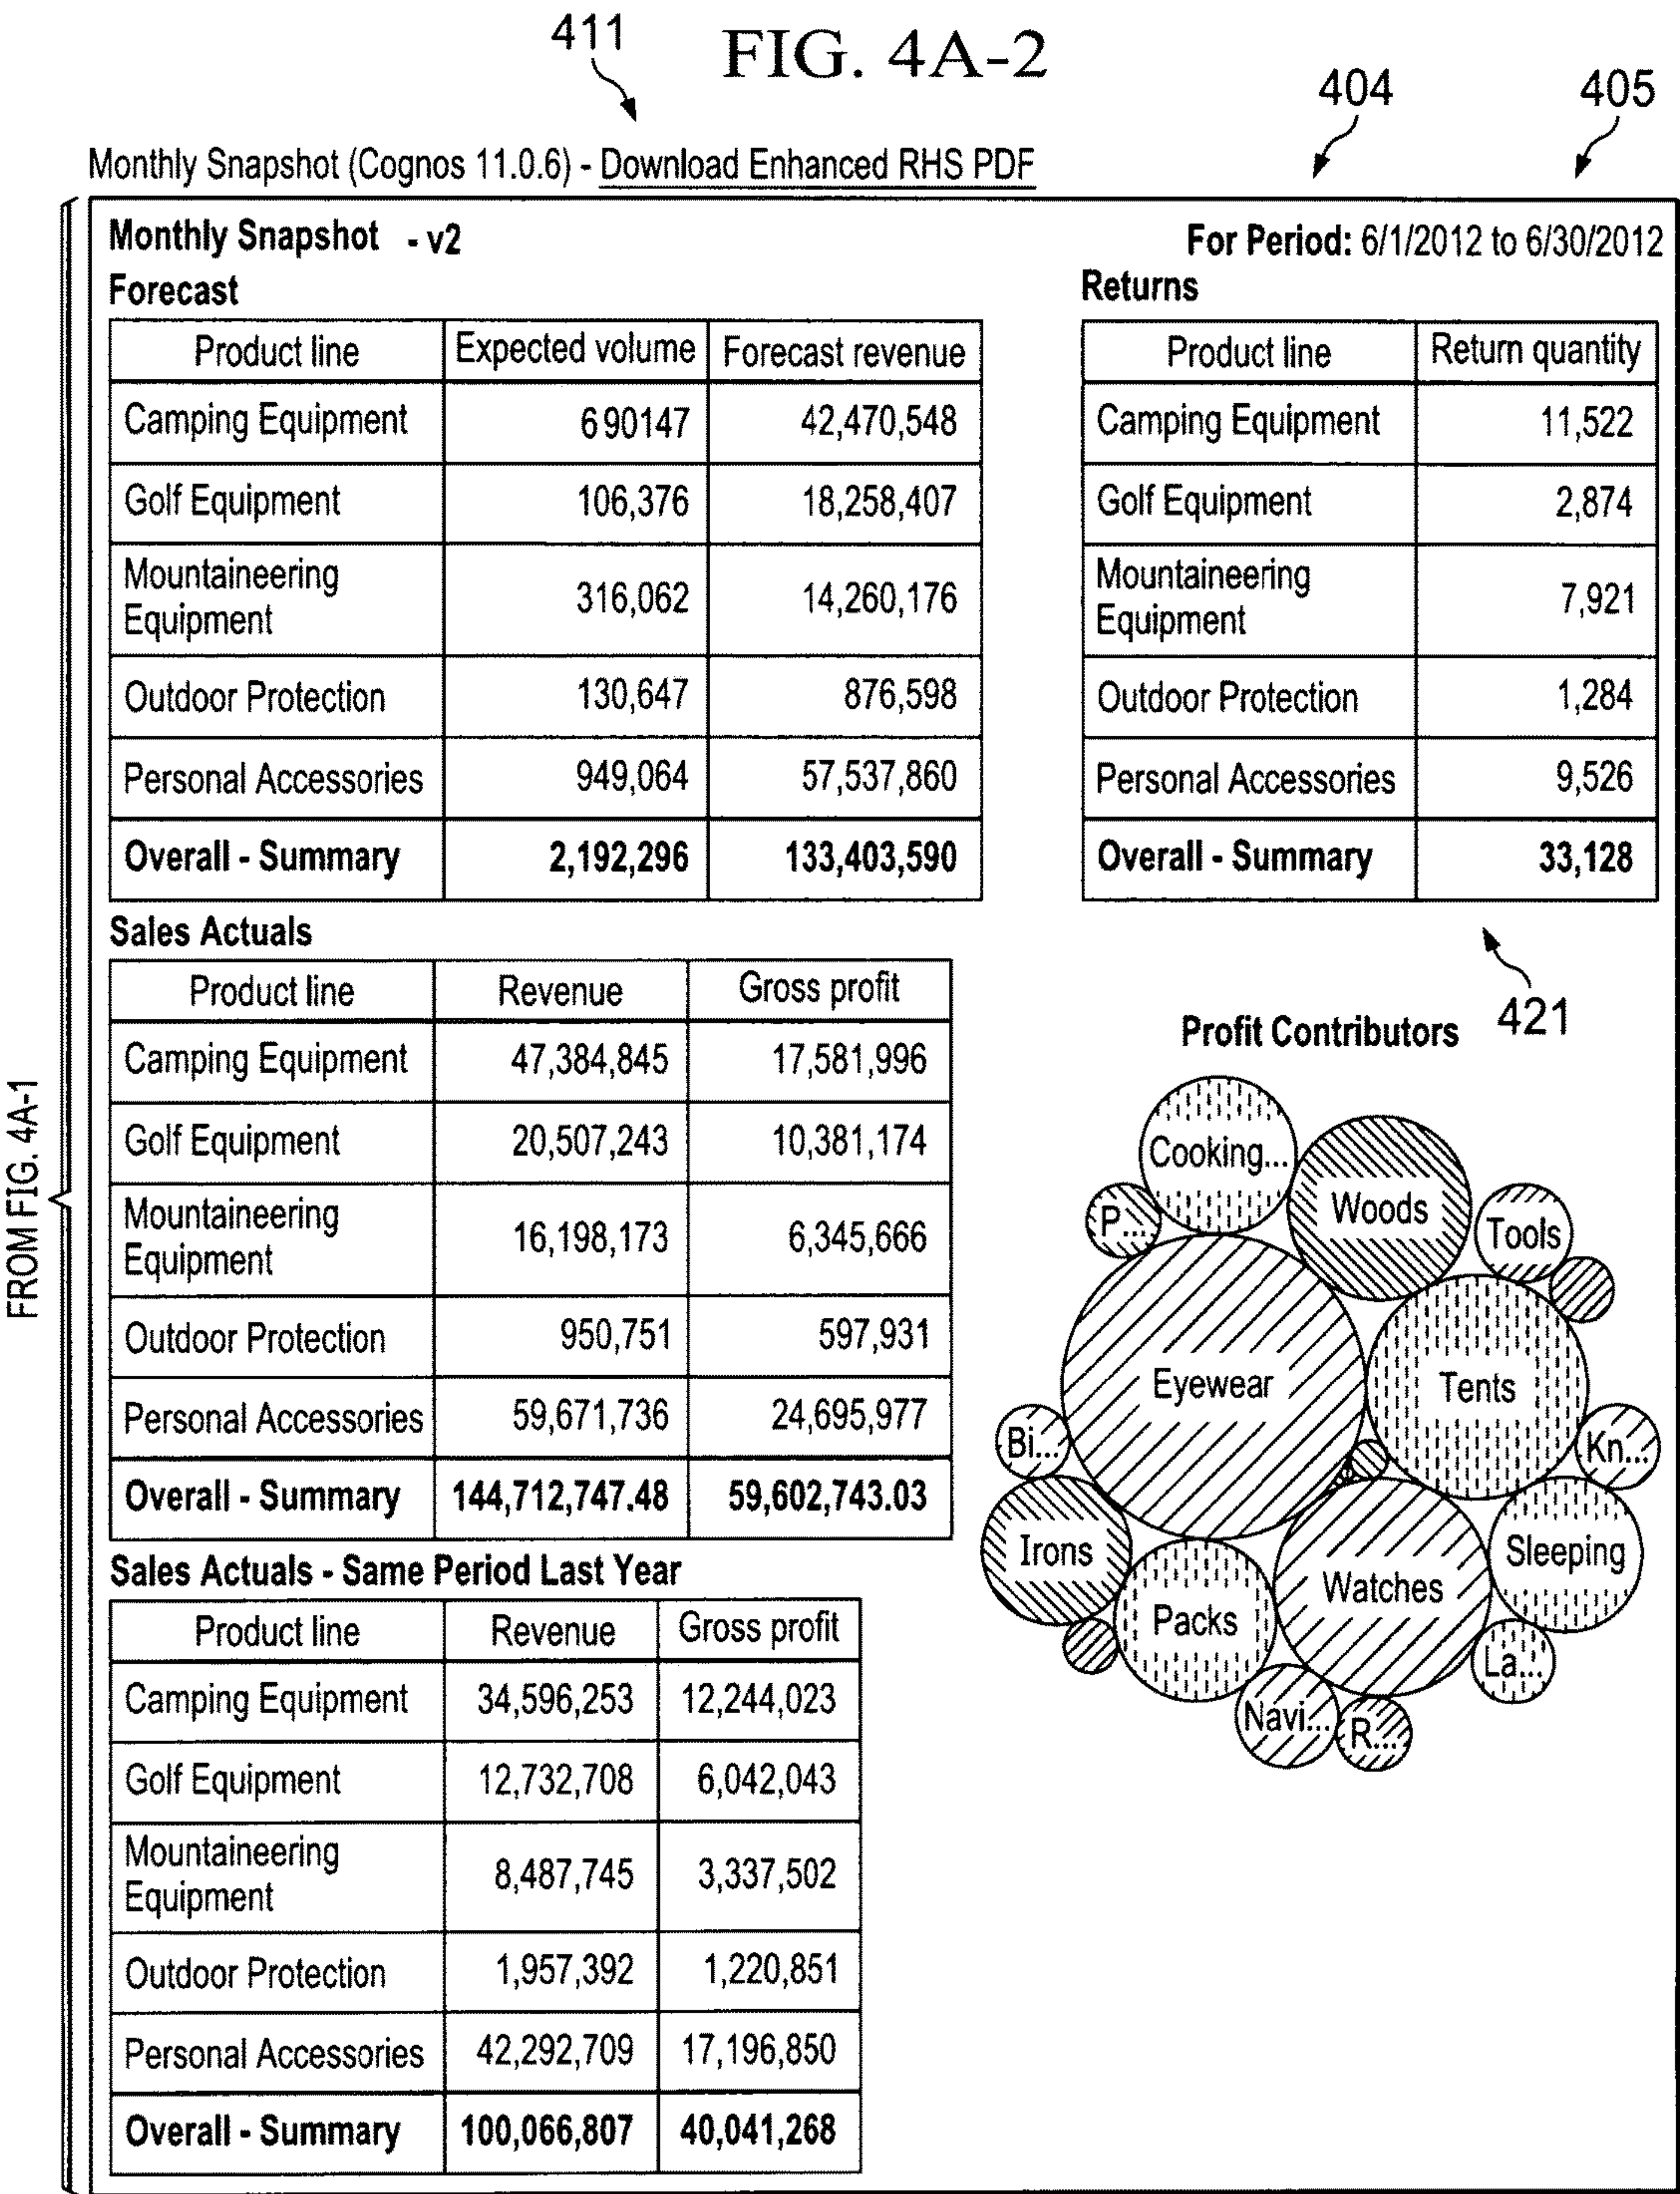 FIG. 4A-2
411
404
405
Monthly Snapshot (Cognos 11.0.6) - Download Enhanced RHS PDF
FROM FIG. 4A-1
Monthly Snapshot - v2
For Period: 6/1/2012 to 6/30/2012
Forecast
Product line Expected volume Forecast revenue
Camping Equipment 690147 42,470,548
Golf Equipment 106,376 18,258,407
Mountaineering
Equipment 316,062 14,260,176
Outdoor Protection 130,647 876,598
Personal Accessories 949,064 57,537,860
Overall - Summary 2,192,296 133,403,590
Returns
Product line Return quantity
Camping Equipment 11,522
Golf Equipment 2,874
Mountaineering
Equipment 7,921
Outdoor Protection 1,284
Personal Accessories 9,526
Overall - Summary 33,128
421
Sales Actuals
Product line Revenue Gross profit
Camping Equipment 47,384,845 17,581,996
Golf Equipment 20,507,243 10,381,174
Mountaineering
Equipment 16,198,173 6,345,666
Outdoor Protection 950,751 597,931
Personal Accessories 59,671,736 24,695,977
Overall - Summary 144,712,747.48 59,602,743.03
Profit Contributors
Cooking...
Woods
P...
Tools
Eyewear
Tents
Bi...
Kn...
Irons
Sleeping
Watches
Packs
La...
Navi...
R...
Sales Actuals - Same Period Last Year
Product line Revenue Gross profit
Camping Equipment 34,596,253 12,244,023
Golf Equipment 12,732,708 6,042,043
Mountaineering
Equipment 8,487,745 3,337,502
Outdoor Protection 1,957,392 1,220,851
Personal Accessories 42,292,709 17,196,850
Overall - Summary 100,066,807 40,041,268